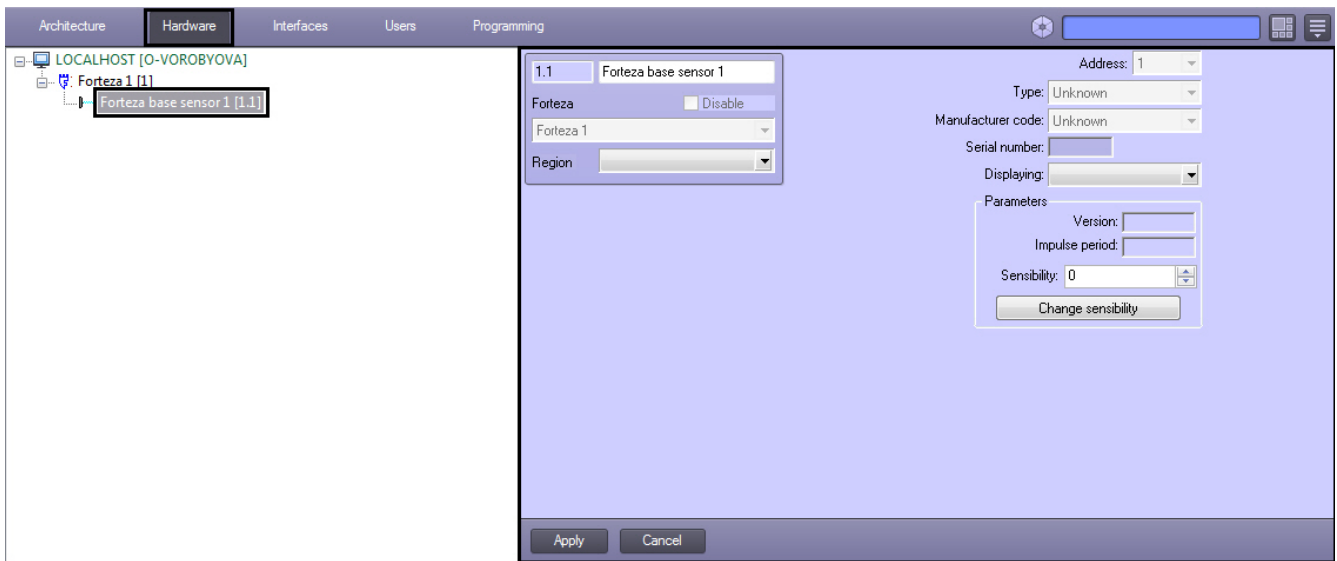 Architecture Hardware Interfaces Users Programming
LOCALHOST [O-VOROBYOVA]
Forteza 1 [1]
Forteza base sensor 1 [1.1]
1.1 Forteza base sensor 1
Forteza Disable
Forteza 1
Region
Address: 1
Type: Unknown
Manufacturer code: Unknown
Serial number:
Displaying:
Parameters
Version:
Impulse period:
Sensibility: 0
Change sensibility
Apply Cancel